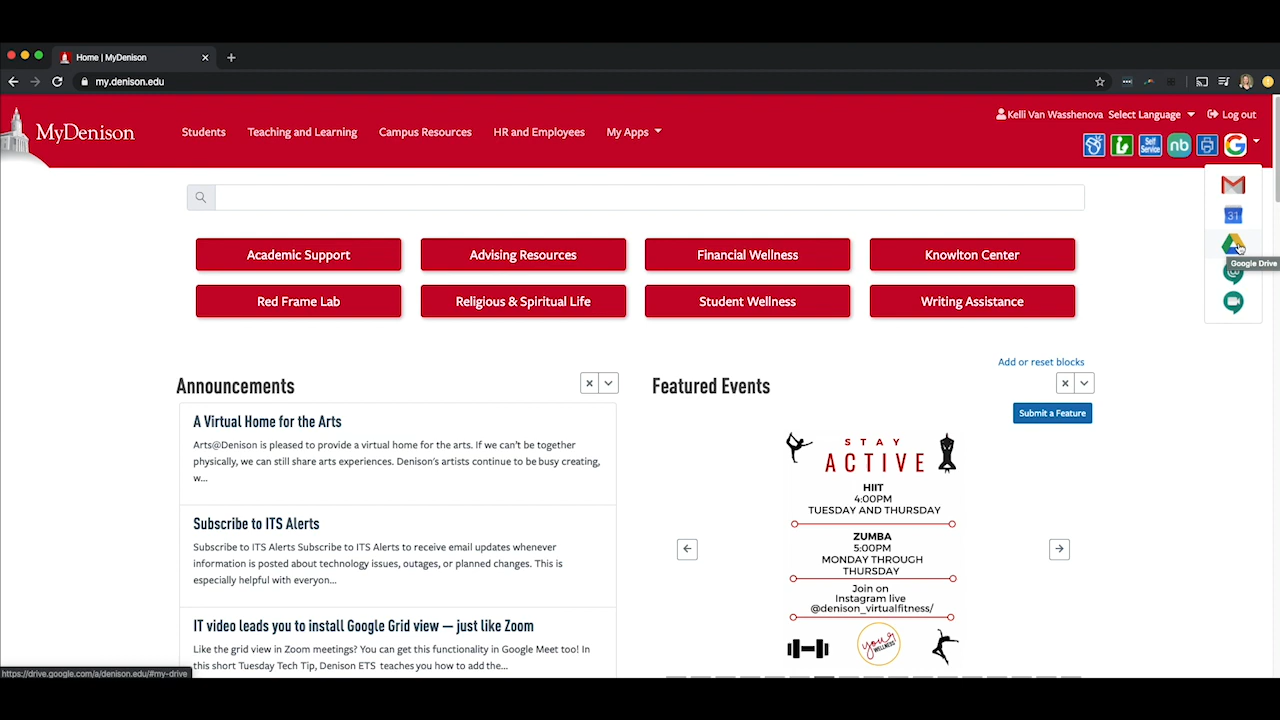 Home | MyDenison
my.denison.edu
MyDenison
Students
Teaching and Learning
Campus Resources
HR and Employees
My Apps
Kelli Van Wasshenova
Select Language
Log out
Self Service
nb
G
31
Google Drive
Academic Support
Advising Resources
Financial Wellness
Knowlton Center
Red Frame Lab
Religious & Spiritual Life
Student Wellness
Writing Assistance
Add or reset blocks
Announcements
A Virtual Home for the Arts
Arts@Denison is pleased to provide a virtual home for the arts. If we can't be together
physically, we can still share arts experiences. Denison's artists continue to be busy creating,
w...
Subscribe to ITS Alerts
Subscribe to ITS Alerts Subscribe to ITS Alerts to receive email updates whenever
information is posted about technology issues, outages, or planned changes. This is
especially helpful with everyone...
IT video leads you to install Google Grid view — just like Zoom
Like the grid view in Zoom meetings? You can get this functionality in Google Meet too! In
this short Tuesday Tech Tip, Denison ETS teaches you how to add the...
Featured Events
Submit a Feature
STAY
ACTIVE
HIIT
4:00PM
TUESDAY AND THURSDAY
ZUMBA
5:00PM
MONDAY THROUGH
THURSDAY
Join on
Instagram live
@denison_virtualfitness/
your
WELLNESS
https://drive.google.com/a/denison.edu/#my-drive